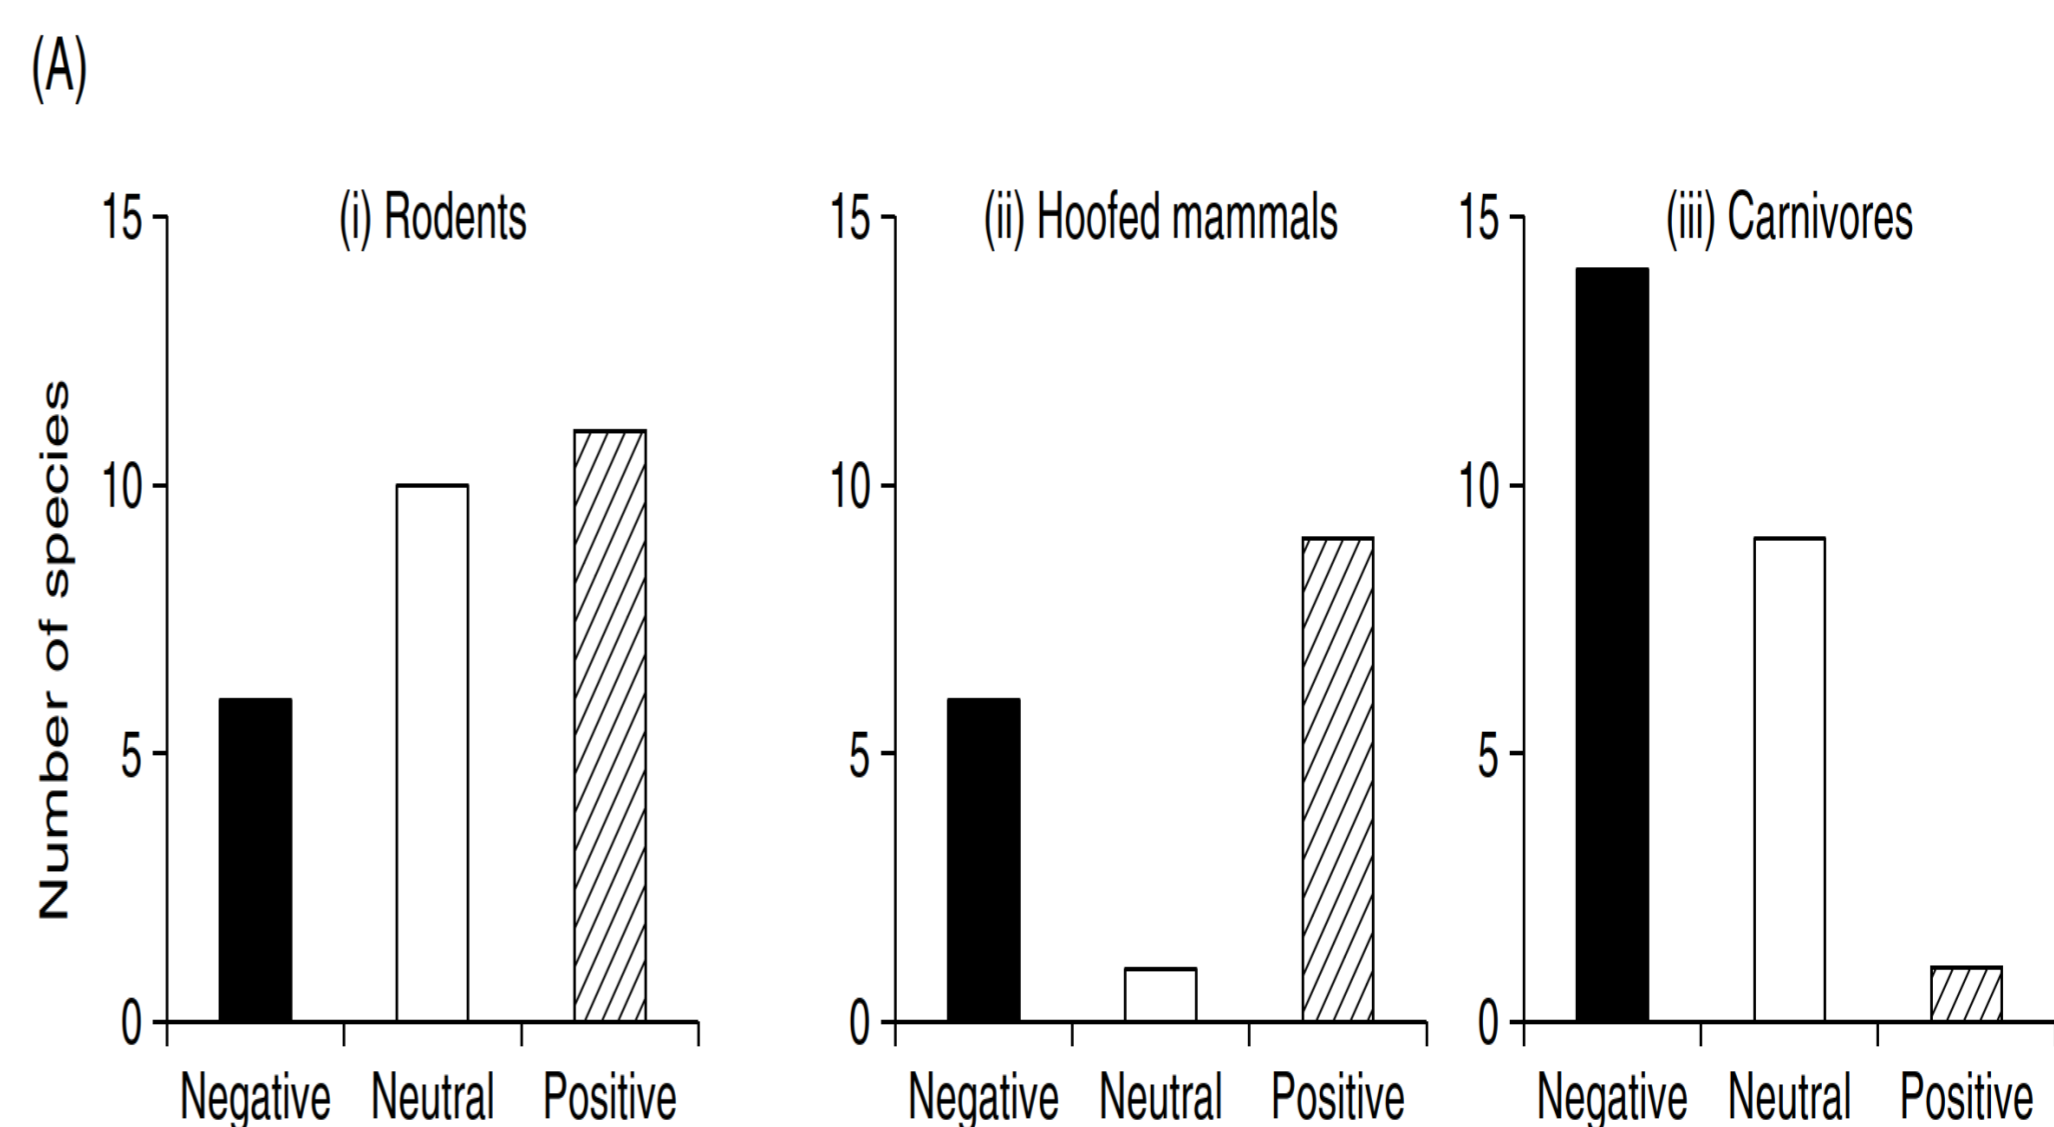 (A)
(i) Rodents
(ii) Hoofed mammals
(iii) Carnivores
Number of species
15
10
5
0
15
10
5
0
15
10
5
0
Negative Neutral Positive
Negative Neutral Positive
Negative Neutral Positive